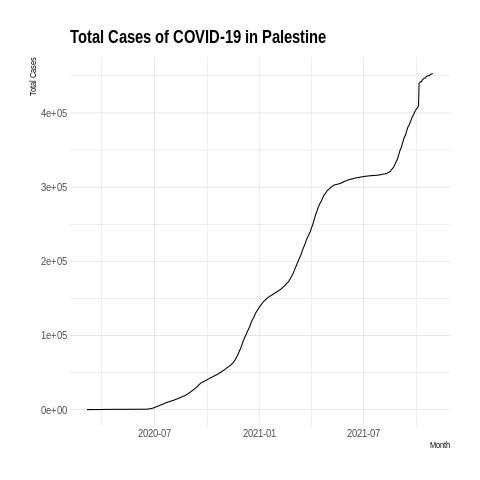 Total Cases of COVID-19 in Palestine
Total Cases
4e+05
3e+05
2e+05
1e+05
0e+00
2020-07 2021-01 2021-07
Month